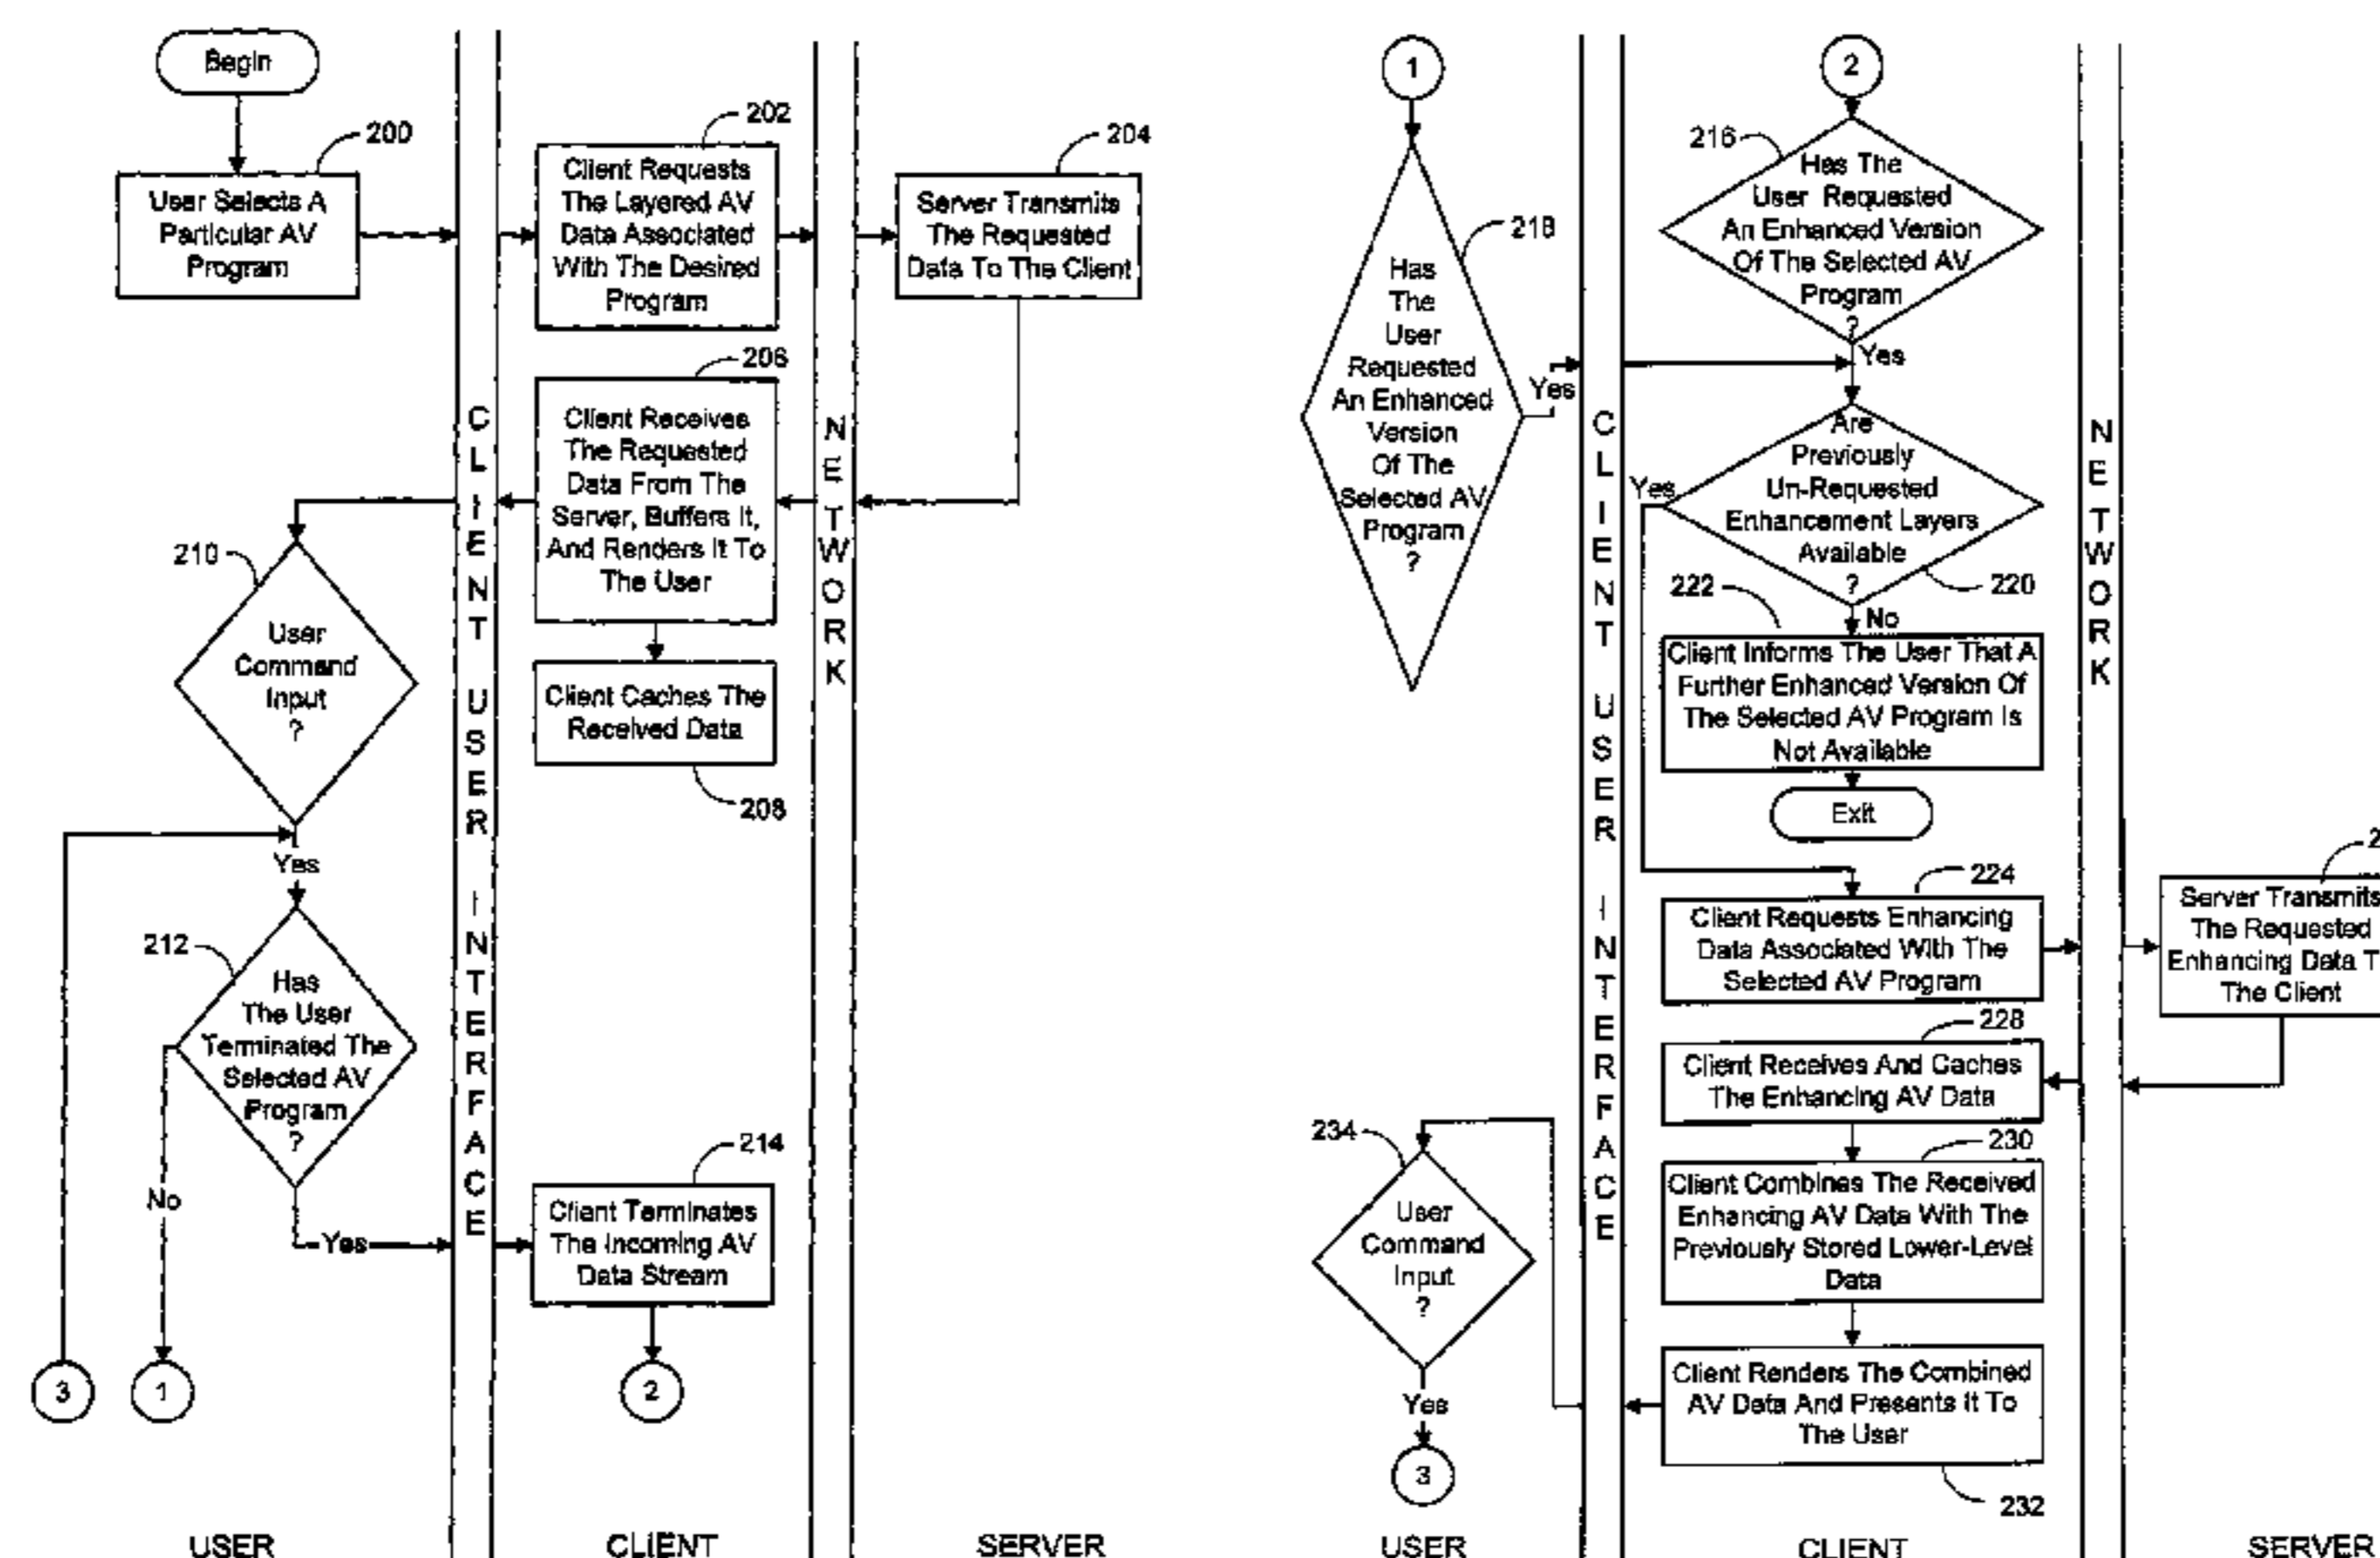 Begin
200
User Selects A
Particular AV
Program
202
Client Requests
The Layered AV
Data Associated
With The Desired
Program
204
Server Transmits
The Requested
Data To The Client
206
Client Receives
The Requested
Data From The
Server, Buffers It,
And Renders It To
The User
Client Caches The
Received Data
208
210
User
Command
Input
?
Yes
212
Has
The User
Terminated The
Selected AV
Program
?
No
Yes
214
Client Terminates
The Incoming AV
Data Stream
3
1
2
CLIENT USER INTERFACE
NETWORK
USER
CLIENT
SERVER
1
218
Has
The
User
Requested
An Enhanced
Version
Of The
Selected AV
Program
?
Yes
2
216
Has The
User Requested
An Enhanced Version
Of The Selected AV
Program
?
Yes
Are
Previously
Un-Requested
Enhancement Layers
Available
?
Yes
220
No
222
Client Informs The User That A
Further Enhanced Version Of
The Selected AV Program Is
Not Available
Exit
224
Client Requests Enhancing
Data Associated With The
Selected AV Program
2
Server Transmits
The Requested
Enhancing Data T
The Client
228
Client Receives And Caches
The Enhancing AV Data
230
Client Combines The Received
Enhancing AV Data With The
Previously Stored Lower-Level
Data
Client Renders The Combined
AV Data And Presents It To
The User
232
234
User
Command
Input
?
Yes
3
CLIENT USER INTERFACE
NETWORK
USER
CLIENT
SERVER